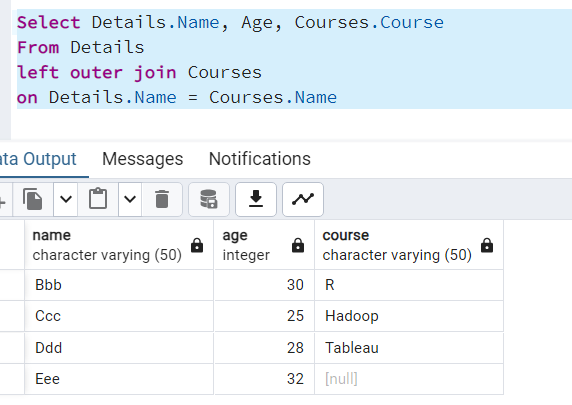 Select Details.Name, Age, Courses.Course
From Details
left outer join Courses
on Details.Name = Courses.Name
ata Output Messages Notifications
name age course
character varying (50) integer character varying (50)
Bbb 30 R
Ccc 25 Hadoop
Ddd 28 Tableau
Eee 32 [null]